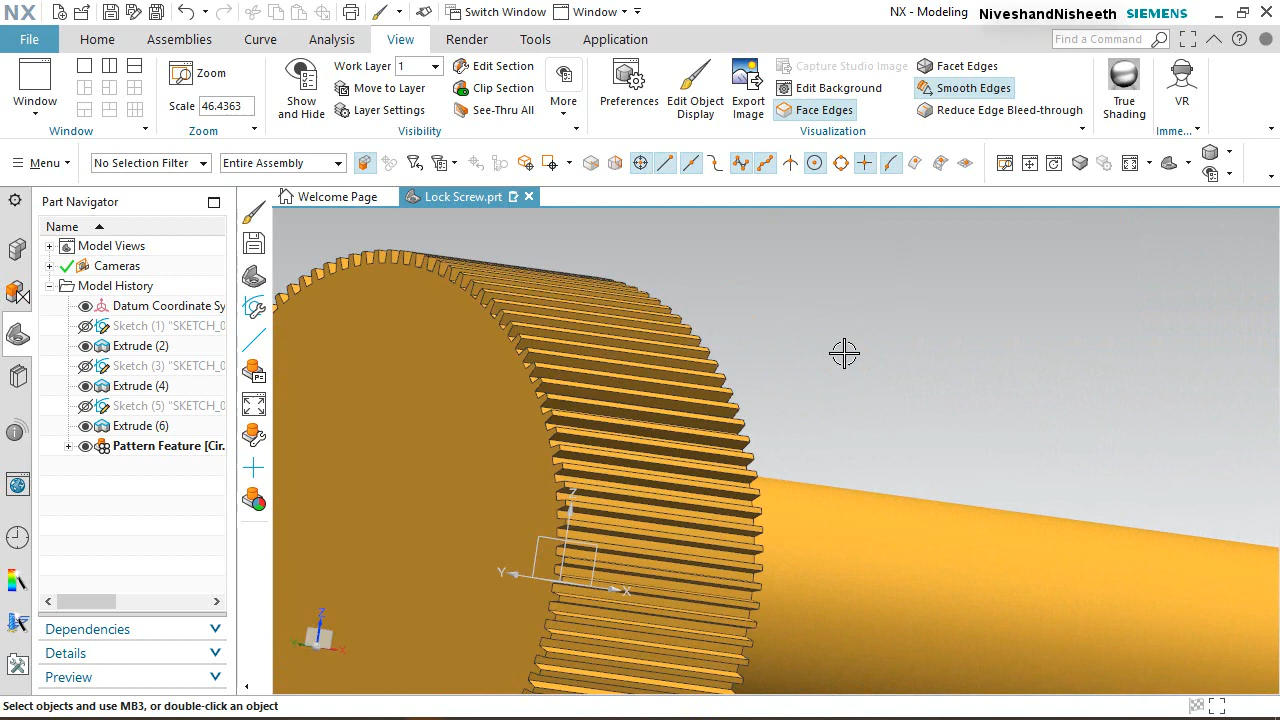 NX
Switch Window
Window
NX - Modeling
NiveshandNisheeth
SIEMENS
File
Home
Assemblies
Curve
Analysis
View
Render
Tools
Application
Find a Command
Window
Zoom
Scale 46.4363
Show and Hide
Work Layer 1
Move to Layer
Layer Settings
Edit Section
Clip Section
See-Thru All
More
Preferences
Edit Object Display
Export Image
Capture Studio Image
Edit Background
Face Edges
Facet Edges
Smooth Edges
Reduce Edge Bleed-through
True Shading
VR
Window
Zoom
Visibility
Visualization
Imme...
Menu
No Selection Filter
Entire Assembly
Part Navigator
Welcome Page
Lock Screw.prt
Name
Model Views
Cameras
Model History
Datum Coordinate Sy
Sketch (1) "SKETCH_0
Extrude (2)
Sketch (3) "SKETCH_0
Extrude (4)
Sketch (5) "SKETCH_0
Extrude (6)
Pattern Feature [Cir.
Z
Y
X
Z
Y
X
Dependencies
Details
Preview
Select objects and use MB3, or double-click an object